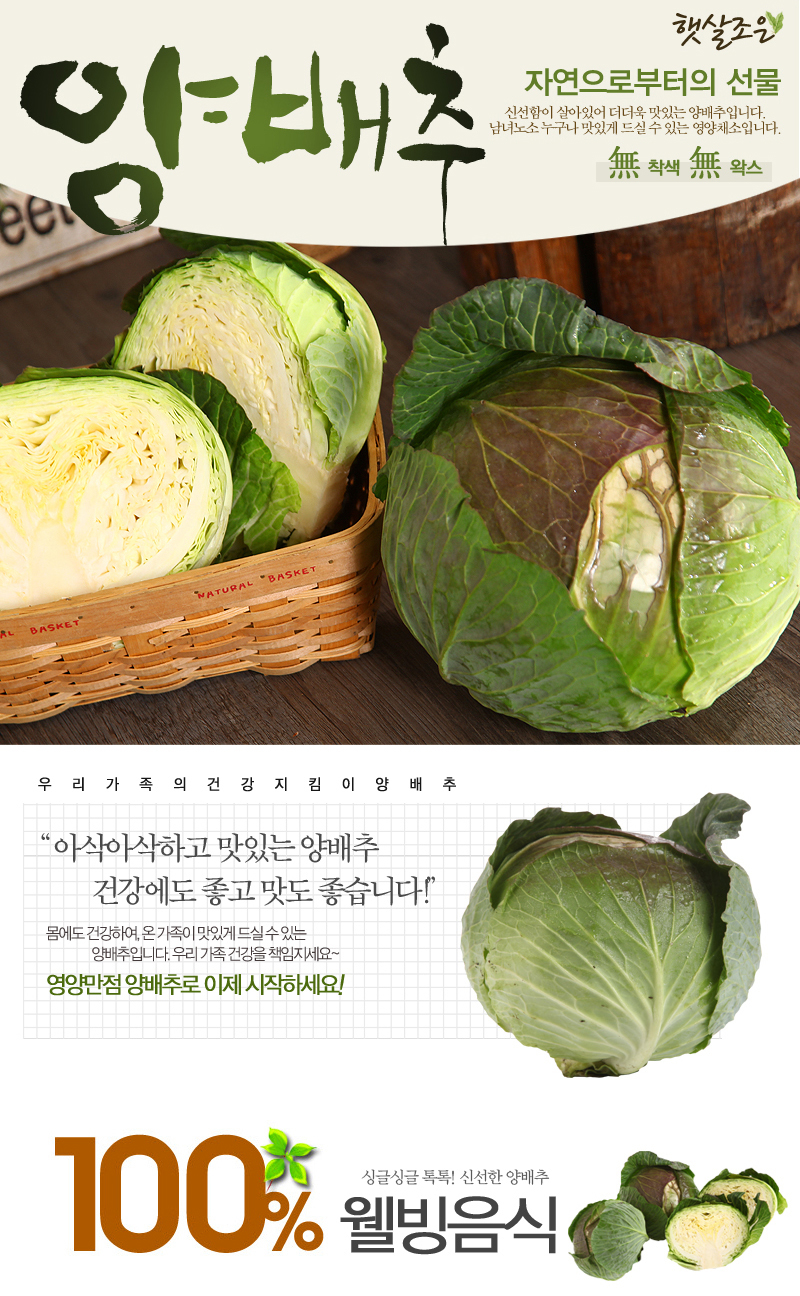 햇살조은
양배추
자연으로부터의 선물
신선함이 살아있어 더더욱 맛있는 양배추입니다.
남녀노소 누구나 맛있게 드실 수 있는 영양채소입니다.
無 착색 無 왁스
eet
NATURAL BASKET
AL BASKET
우리가족의건강지킴이양배추
“아삭아삭하고 맛있는 양배추
건강에도 좋고 맛도 좋습니다!”
몸에도 건강하여, 온 가족이 맛있게 드실 수 있는
양배추입니다. 우리 가족 건강을 책임지세요~
영양만점 양배추로 이제 시작하세요!
100%
싱글싱글 톡톡! 신선한 양배추
웰빙음식